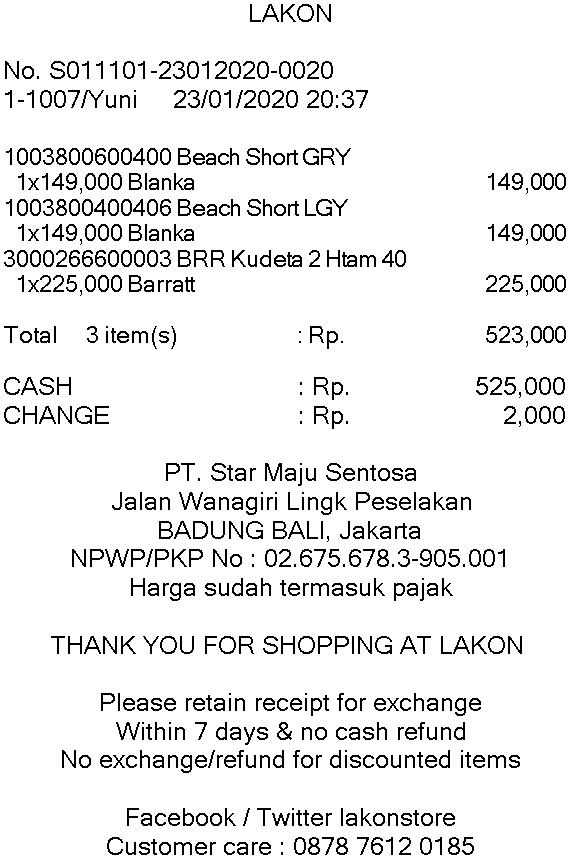 LAKON
No. S011101-23012020-0020
1-1007/Yuni 23/01/2020 20:37
1003800600400 Beach Short GRY
1x149,000 Blanka 149,000
1003800400406 Beach Short LGY
1x149,000 Blanka 149,000
3000266600003 BRR Kudeta 2 Htam 40
1x225,000 Barratt 225,000
Total 3 item(s) : Rp. 523,000
CASH : Rp. 525,000
CHANGE : Rp. 2,000
PT. Star Maju Sentosa
Jalan Wanagiri Lingk Peselakan
BADUNG BALI, Jakarta
NPWP/PKP No : 02.675.678.3-905.001
Harga sudah termasuk pajak
THANK YOU FOR SHOPPING AT LAKON
Please retain receipt for exchange
Within 7 days & no cash refund
No exchange/refund for discounted items
Facebook / Twitter lakonstore
Customer care : 0878 7612 0185